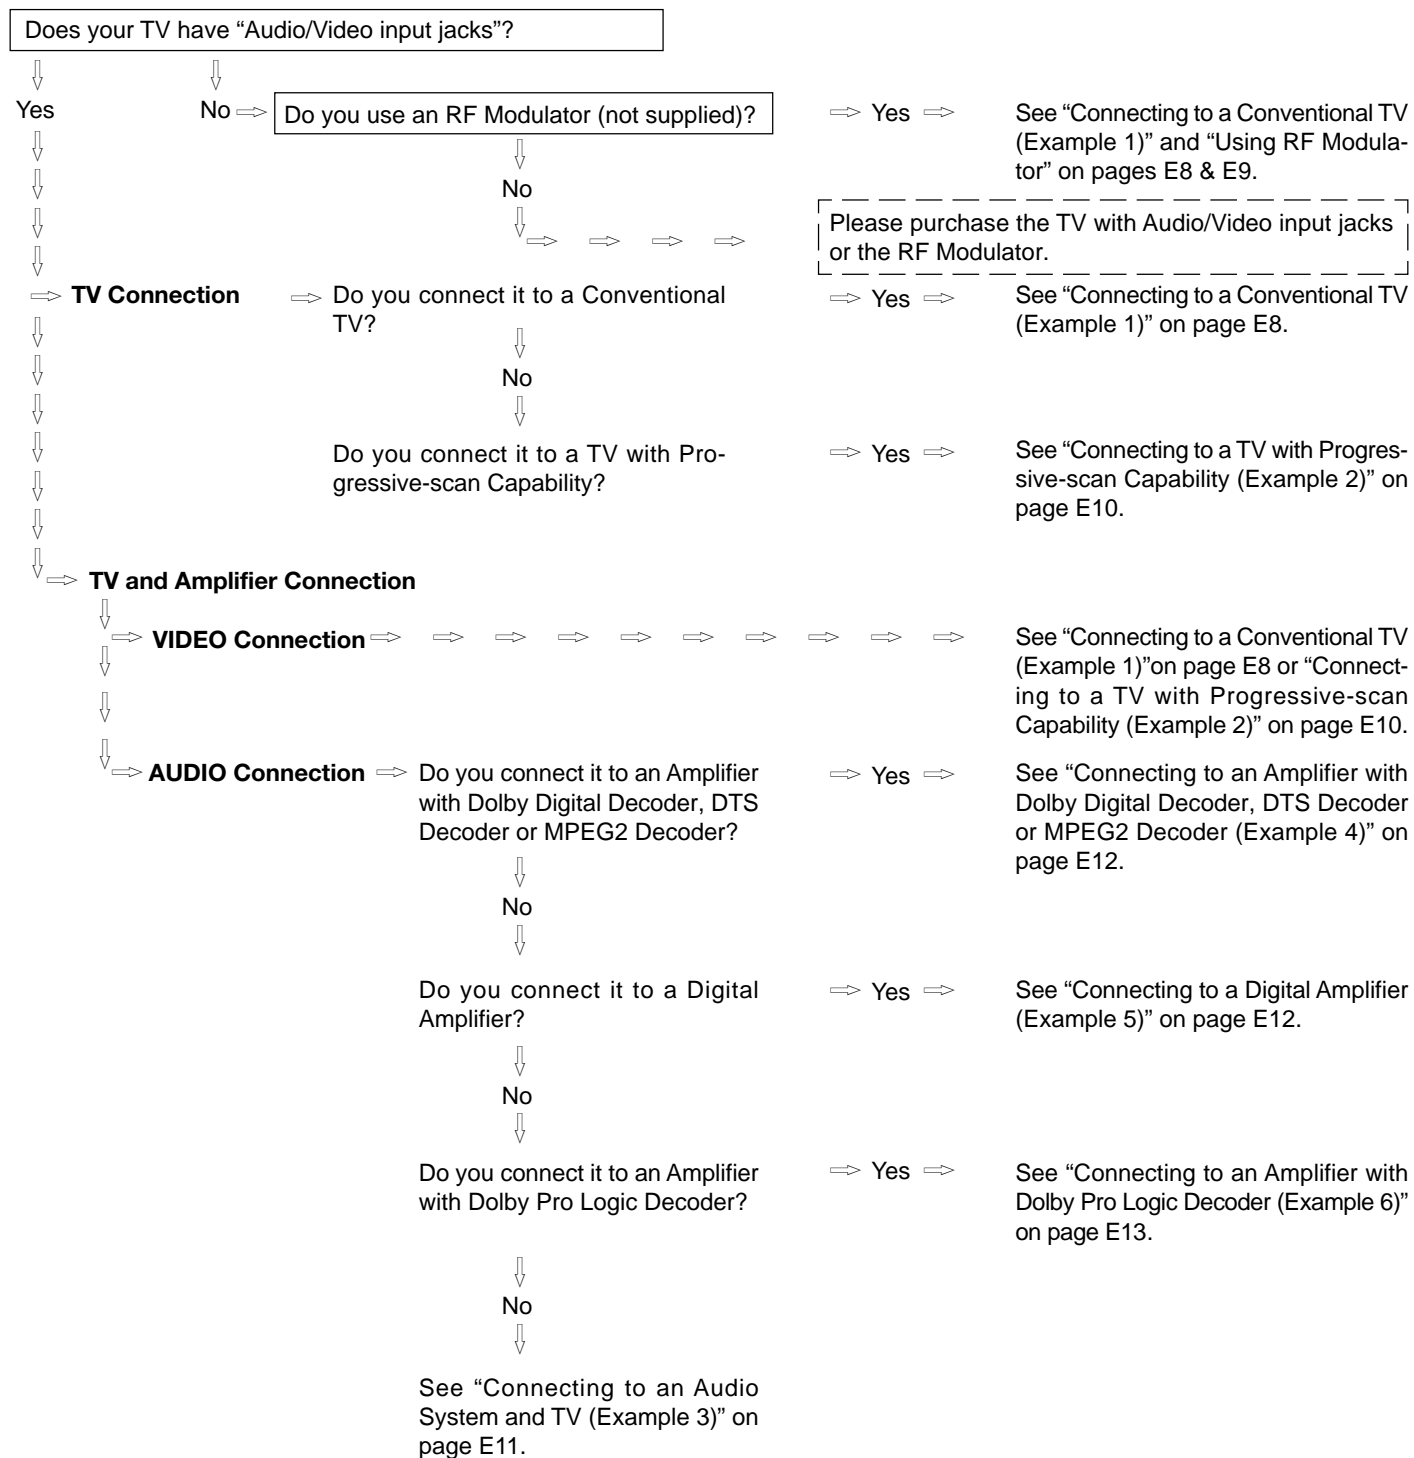 Does your TV have “Audio/Video input jacks”?
Yes
No
Do you use an RF Modulator (not supplied)?
Yes
See “Connecting to a Conventional TV
(Example 1)” and “Using RF Modula-
tor” on pages E8 & E9.
No
Please purchase the TV with Audio/Video input jacks
or the RF Modulator.
TV Connection
Do you connect it to a Conventional
TV?
Yes
See “Connecting to a Conventional TV
(Example 1)” on page E8.
No
Do you connect it to a TV with Pro-
gressive-scan Capability?
Yes
See “Connecting to a TV with Progres-
sive-scan Capability (Example 2)” on
page E10.
TV and Amplifier Connection
VIDEO Connection
See “Connecting to a Conventional TV
(Example 1)”on page E8 or “Connect-
ing to a TV with Progressive-scan
Capability (Example 2)” on page E10.
AUDIO Connection
Do you connect it to an Amplifier
with Dolby Digital Decoder, DTS
Decoder or MPEG2 Decoder?
Yes
See “Connecting to an Amplifier with
Dolby Digital Decoder, DTS Decoder
or MPEG2 Decoder (Example 4)” on
page E12.
No
Do you connect it to a Digital
Amplifier?
Yes
See “Connecting to a Digital Amplifier
(Example 5)” on page E12.
No
Do you connect it to an Amplifier
with Dolby Pro Logic Decoder?
Yes
See “Connecting to an Amplifier with
Dolby Pro Logic Decoder (Example 6)”
on page E13.
No
See “Connecting to an Audio
System and TV (Example 3)” on
page E11.